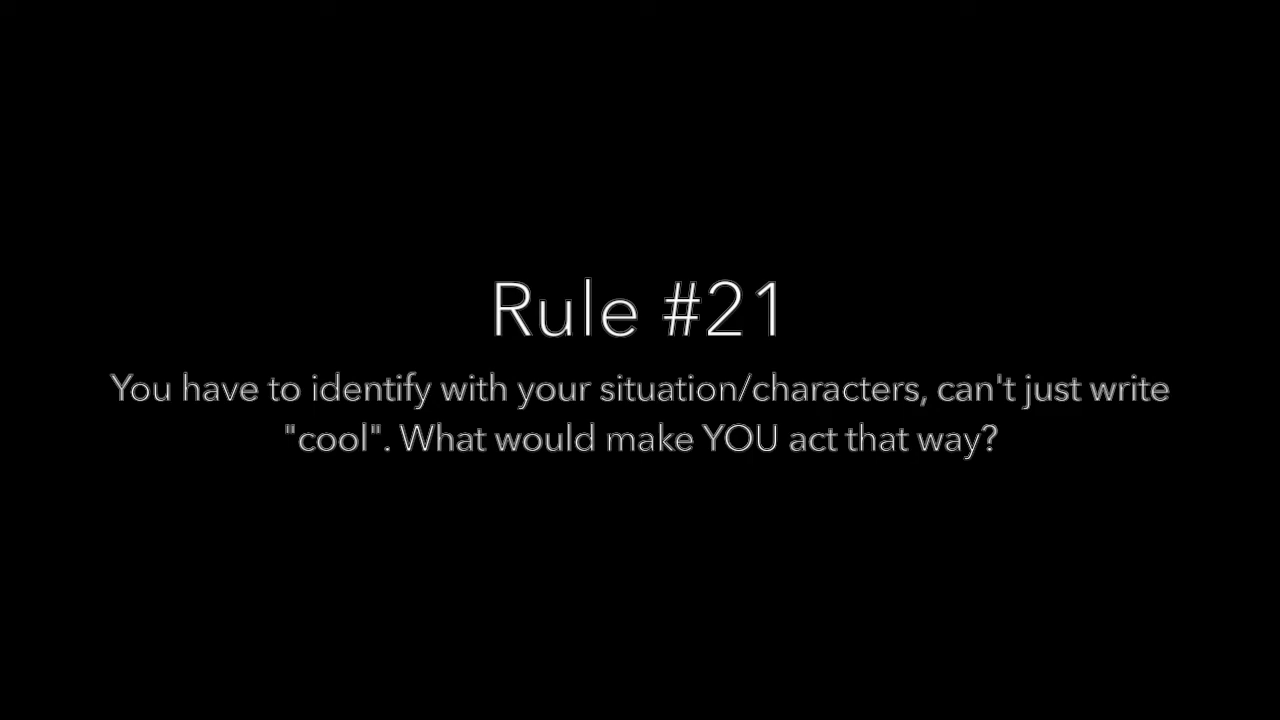 Rule #21
You have to identify with your situation/characters, can't just write
"cool". What would make YOU act that way?